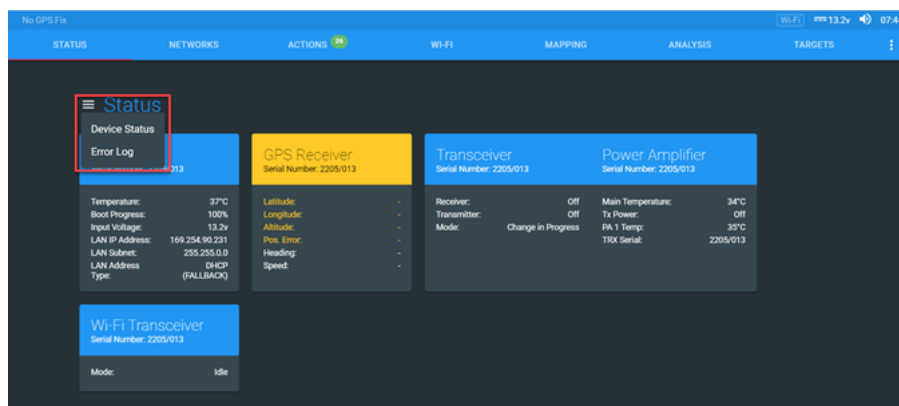 No GPS Fix
Wi-Fi 13.2v 07:4
STATUS NETWORKS ACTIONS 26 WI-FI MAPPING ANALYSIS TARGETS
Status
Device Status
Error Log
GPS Receiver
Serial Number: 2205/013
Transceiver
Serial Number: 2205/013
Power Amplifier
Serial Number: 2205/013
Temperature: 37°C
Boot Progress: 100%
Input Voltage: 13.2v
LAN IP Address: 169.254.90.231
LAN Subnet: 255.255.0.0
LAN Address Type: DHCP (FALLBACK)
Latitude: -
Longitude: -
Altitude: -
Pos. Error: -
Heading: -
Speed: -
Receiver: Off
Transmitter: Off
Mode: Change in Progress
Main Temperature: 34°C
Tx Power: Off
PA 1 Temp: 35°C
TRX Serial: 2205/013
Wi-Fi Transceiver
Serial Number: 2205/013
Mode: Idle